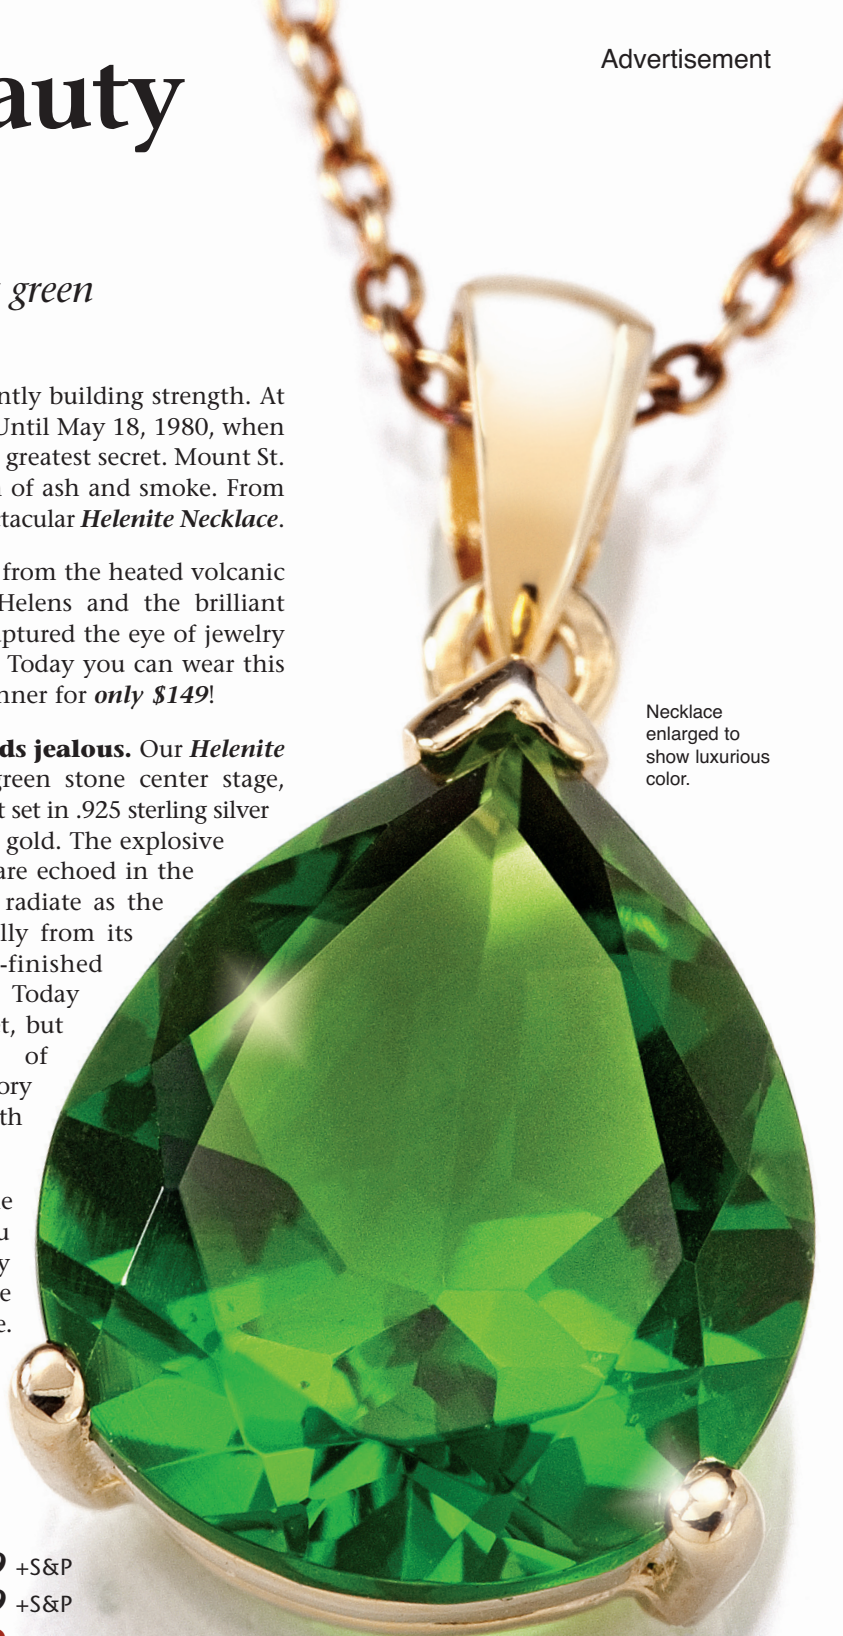 Advertisement
auty
green
ntly building strength. At
Until May 18, 1980, when
greatest secret. Mount St.
of ash and smoke. From
tacular Helenite Necklace.
from the heated volcanic
Helens and the brilliant
aptured the eye of jewelry
Today you can wear this
nner for only $149!
ds jealous. Our Helenite
green stone center stage,
t set in .925 sterling silver
gold. The explosive
are echoed in the
radiate as the
lly from its
-finished
Today
t, but
of
ory
th
e
u
y
e
e.
Necklace
enlarged to
show luxurious
color.
+S&P
+S&P